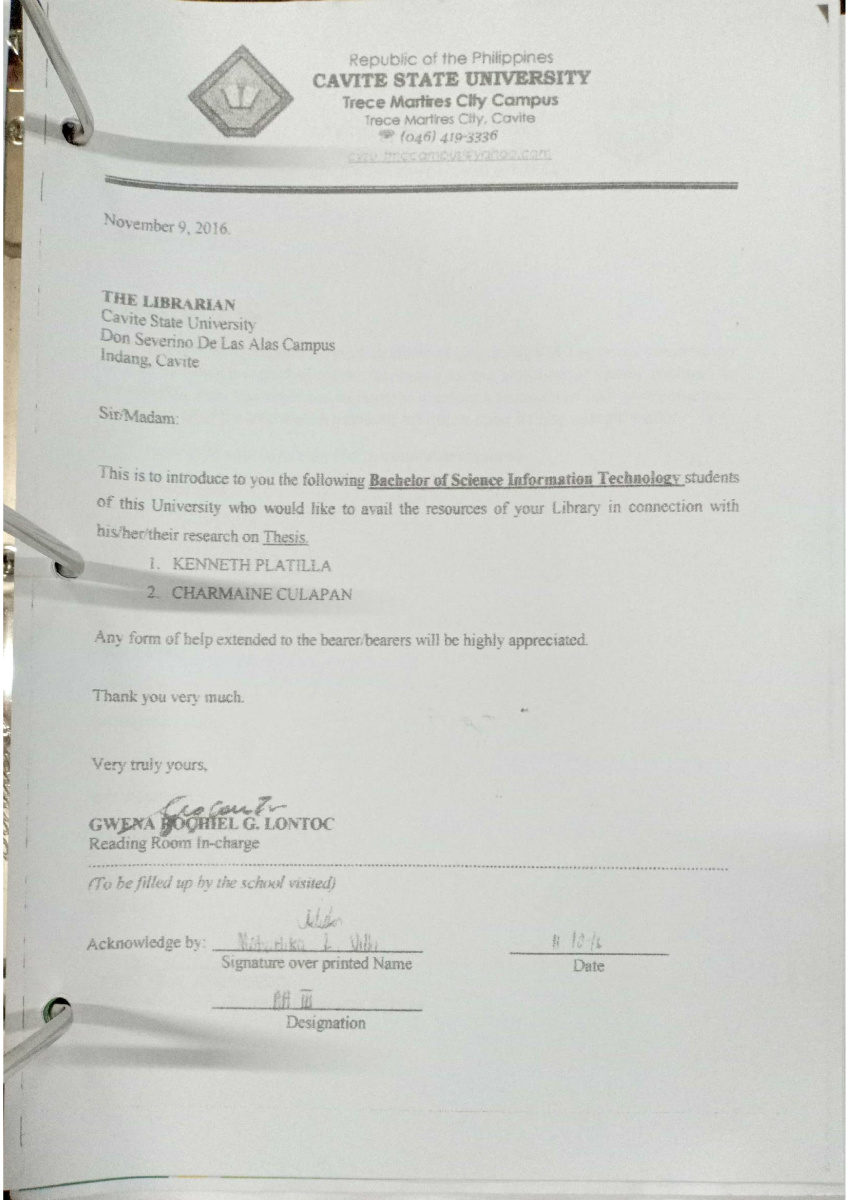 Republic of the Philippines
CAVITE STATE UNIVERSITY
Trece Martires City Campus
Trece Martires City, Cavite
☏ (046) 419-3336
November 9, 2016.
THE LIBRARIAN
Cavite State University
Don Severino De Las Alas Campus
Indang, Cavite
Sir/Madam:
This is to introduce to you the following Bachelor of Science Information Technology students
of this University who would like to avail the resources of your Library in connection with
his/her/their research on Thesis.
1. KENNETH PLATILLA
2. CHARMAINE CULAPAN
Any form of help extended to the bearer/bearers will be highly appreciated.
Thank you very much.
Very truly yours,
GWENA ROCHIEL G. LONTOC
Reading Room In-charge
(To be filled up by the school visited)
Acknowledge by:
Signature over printed Name
Date
III
Designation